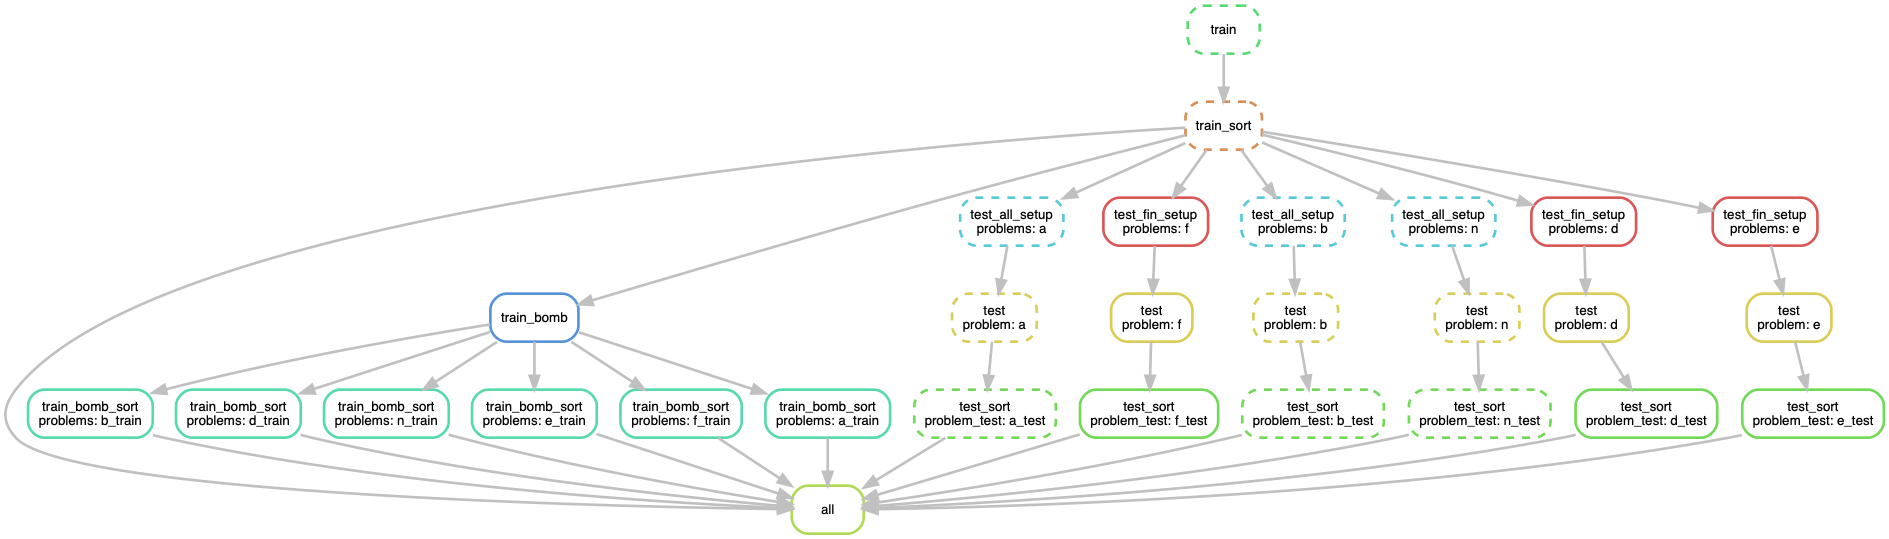 train
train_sort
test_all_setup
problems: a
test_fin_setup
problems: f
test_all_setup
problems: b
test_all_setup
problems: n
test_fin_setup
problems: d
test_fin_setup
problems: e
train_bomb
test
problem: a
test
problem: f
test
problem: b
test
problem: n
test
problem: d
test
problem: e
train_bomb_sort
problems: b_train
train_bomb_sort
problems: d_train
train_bomb_sort
problems: n_train
train_bomb_sort
problems: e_train
train_bomb_sort
problems: f_train
train_bomb_sort
problems: a_train
test_sort
problem_test: a_test
test_sort
problem_test: f_test
test_sort
problem_test: b_test
test_sort
problem_test: n_test
test_sort
problem_test: d_test
test_sort
problem_test: e_test
all